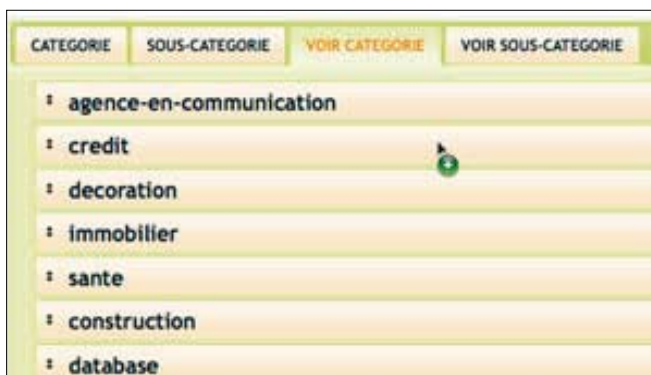 CATEGORIE SOUS-CATEGORIE VOIR CATEGORIE VOIR SOUS-CATEGORIE
agence-en-communication
credit
decoration
immobilier
sante
construction
database